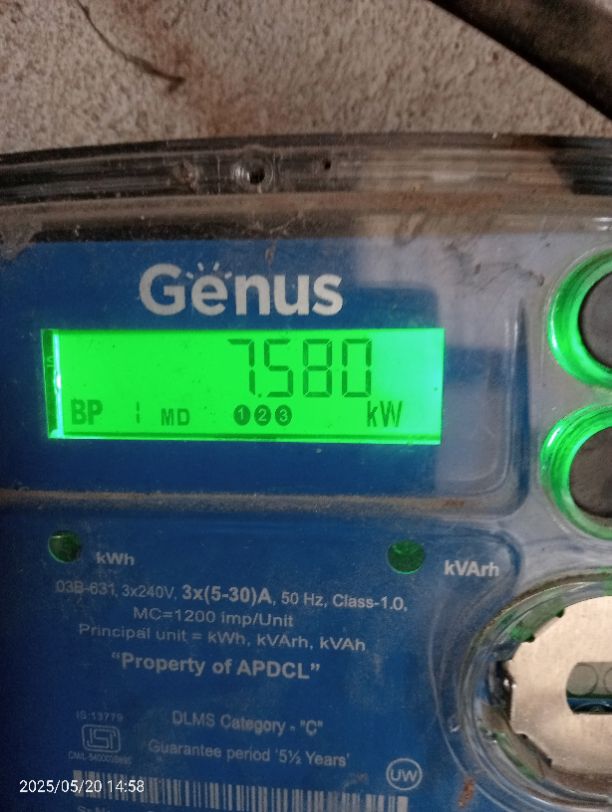 Genus
7.580
BP 1 MD 1 2 3 kW
kWh
kVArh
03B-631, 3x240V, 3x(5-30)A, 50 Hz, Class-1.0,
MC=1200 Imp/Unit
Principal unit = kWh, kVArh, kVAh
"Property of APDCL"
IS:13779
DLMS Category - "C"
ISI
Guarantee period '5½ Years'
UW
2025/05/20 14:58